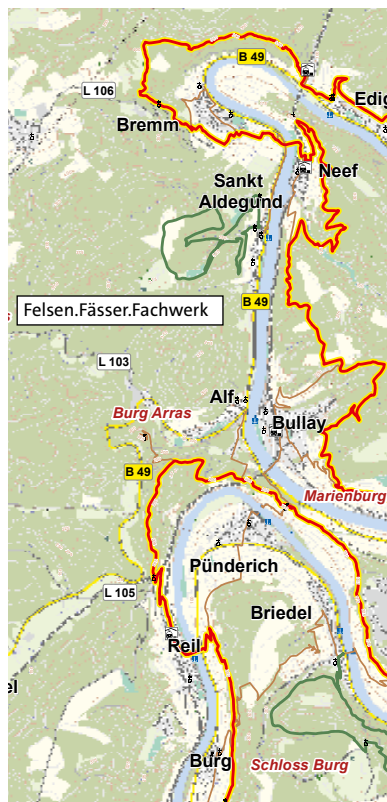 B 49
L 106
Edig
Bremm
Neef
Sankt
Aldegund
B 49
Felsen.Fässer.Fachwerk
s
L 103
Alf
Burg Arras
Bullay
B 49
Marienburg
Pünderich
L 105
Briedel
Reil
el
Burg
Schloss Burg